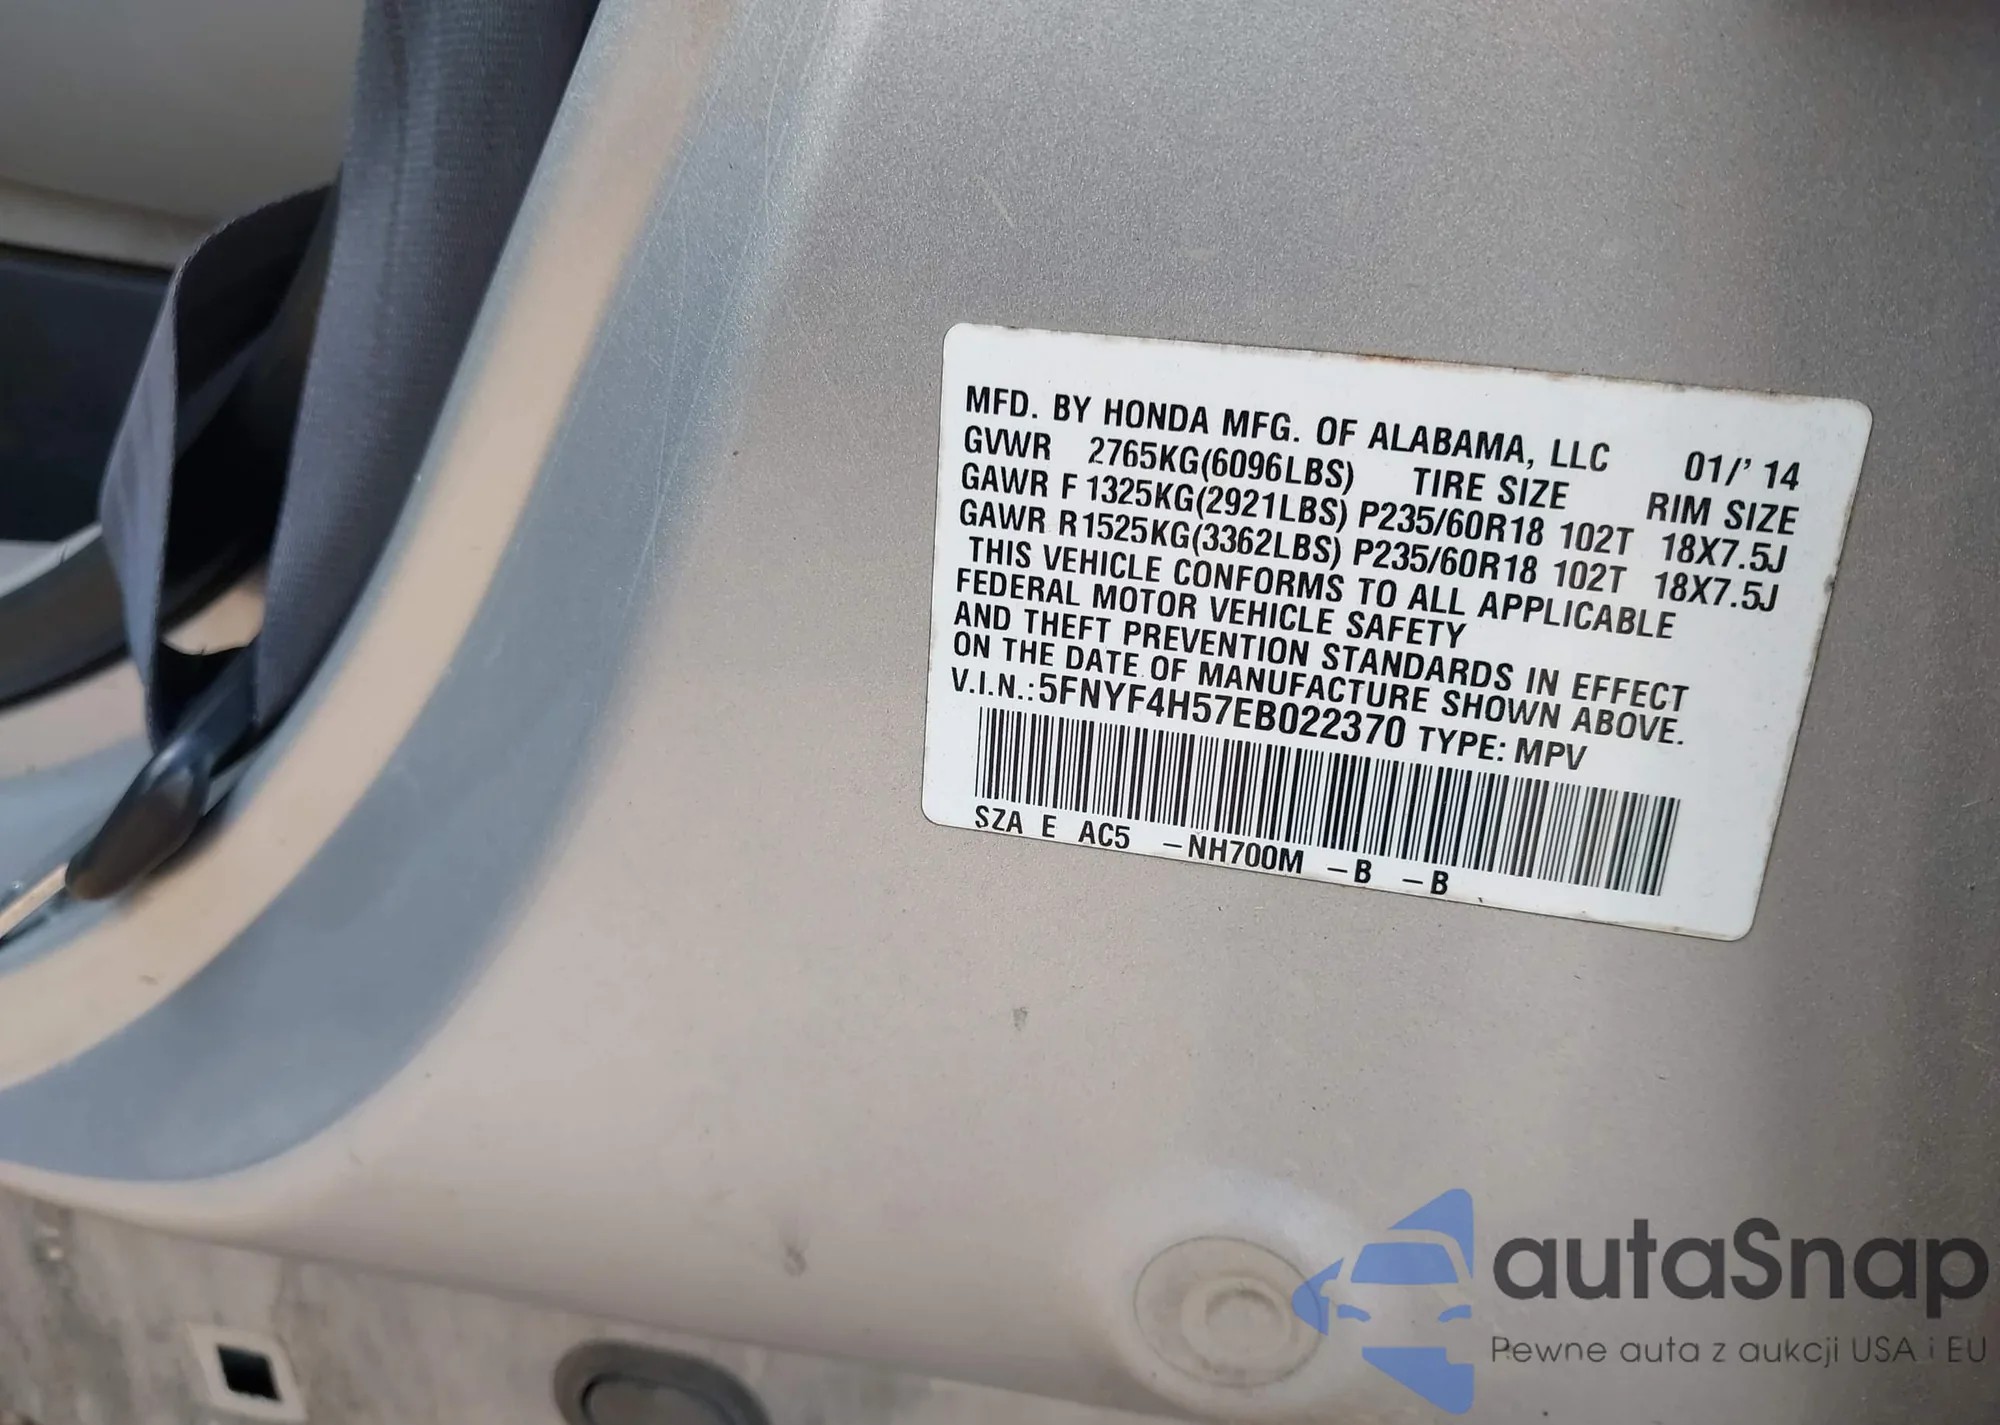 MFD. BY HONDA MFG. OF ALABAMA, LLC 01/' 14
GVWR 2765KG(6096LBS) TIRE SIZE RIM SIZE
GAWR F 1325KG(2921LBS) P235/60R18 102T 18X7.5J
GAWR R1525KG(3362LBS) P235/60R18 102T 18X7.5J
THIS VEHICLE CONFORMS TO ALL APPLICABLE
FEDERAL MOTOR VEHICLE SAFETY
AND THEFT PREVENTION STANDARDS IN EFFECT
ON THE DATE OF MANUFACTURE SHOWN ABOVE.
V.I.N.:5FNYF4H57EB022370 TYPE: MPV
SZA E AC5 -NH700M -B -B
autaSnap
Pewne auta z aukcji USA i EU